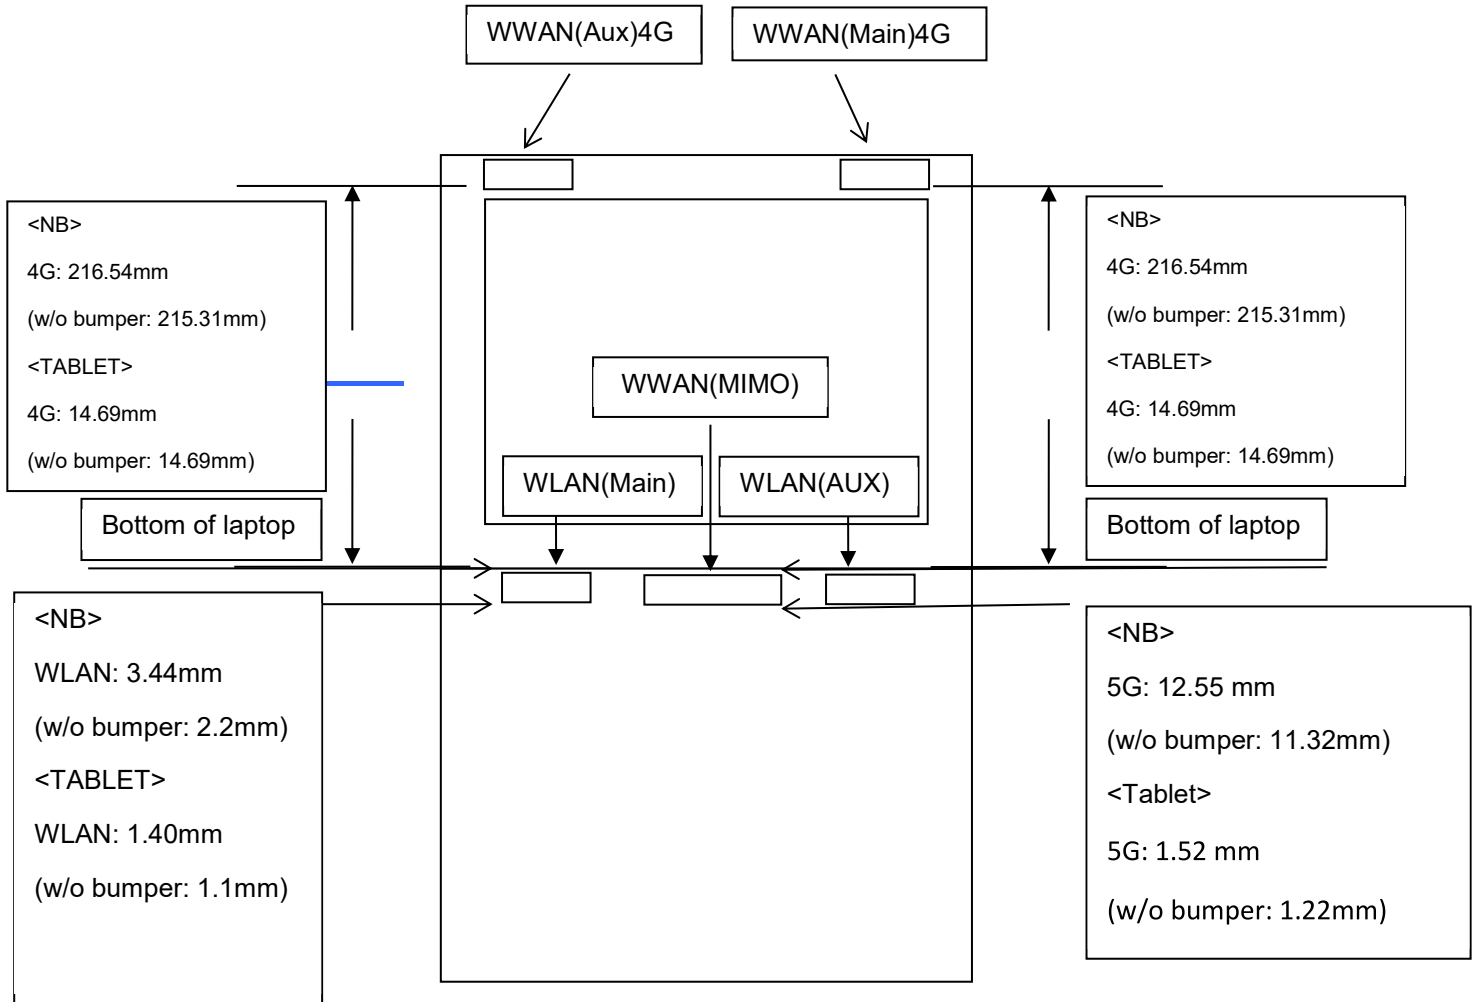 WWAN(Aux)4G
WWAN(Main)4G
<NB>
4G: 216.54mm
(w/o bumper: 215.31mm)
<TABLET>
4G: 14.69mm
(w/o bumper: 14.69mm)
<NB>
4G: 216.54mm
(w/o bumper: 215.31mm)
<TABLET>
4G: 14.69mm
(w/o bumper: 14.69mm)
WWAN(MIMO)
WLAN(Main)
WLAN(AUX)
Bottom of laptop
Bottom of laptop
<NB>
WLAN: 3.44mm
(w/o bumper: 2.2mm)
<TABLET>
WLAN: 1.40mm
(w/o bumper: 1.1mm)
<NB>
5G: 12.55 mm
(w/o bumper: 11.32mm)
<Tablet>
5G: 1.52 mm
(w/o bumper: 1.22mm)